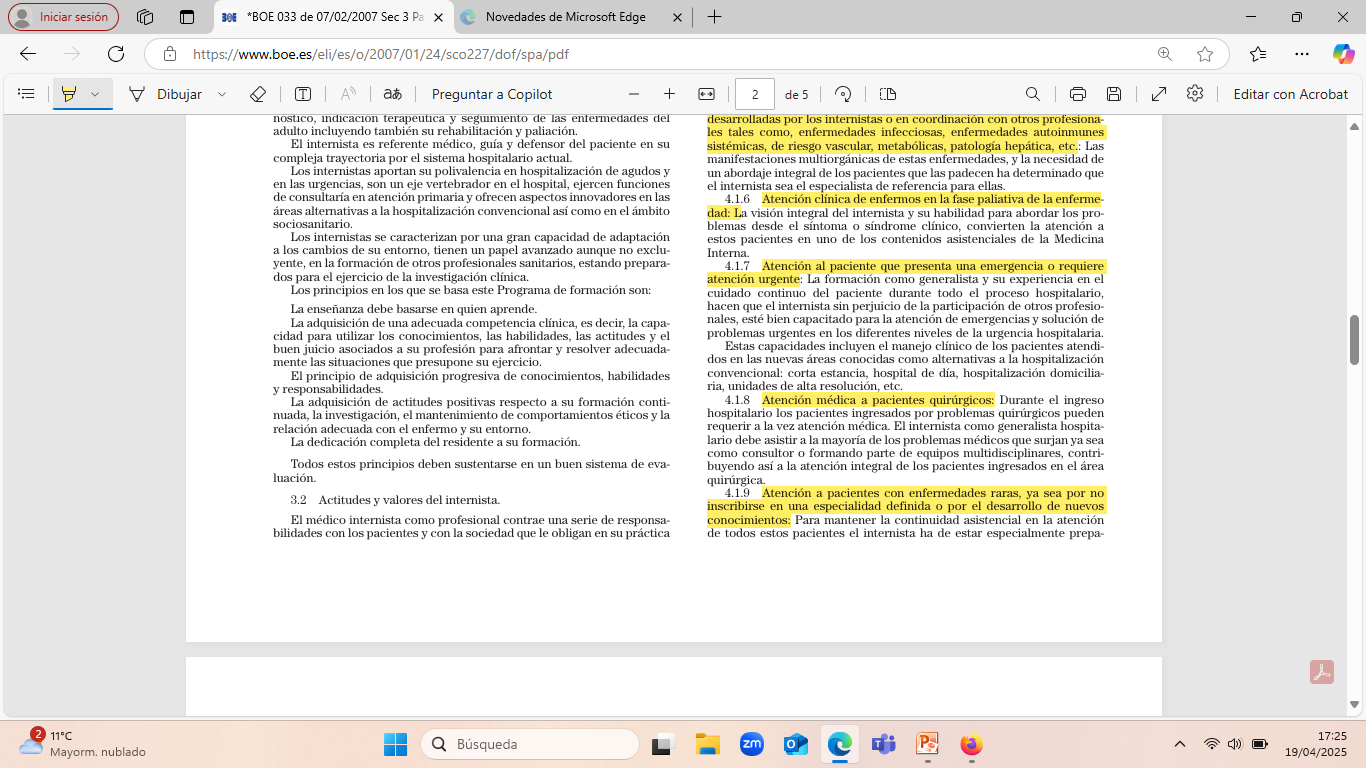 Iniciar sesión
*BOE 033 de 07/02/2007 Sec 3 Pa
Novedades de Microsoft Edge
https://www.boe.es/eli/es/o/2007/01/24/sco227/dof/spa/pdf
Dibujar
aあ
Preguntar a Copilot
2 de 5
Editar con Acrobat
nóstico, indicación terapéutica y seguimiento de las enfermedades del
adulto incluyendo también su rehabilitación y paliación.
El internista es referente médico, guía y defensor del paciente en su
compleja trayectoria por el sistema hospitalario actual.
Los internistas aportan su polivalencia en hospitalización de agudos y
en las urgencias, son un eje vertebrador en el hospital, ejercen funciones
de consultaría en atención primaria y ofrecen aspectos innovadores en las
áreas alternativas a la hospitalización convencional así como en el ámbito
sociosanitario.
Los internistas se caracterizan por una gran capacidad de adaptación
a los cambios de su entorno, tienen un papel avanzado aunque no exclu-
yente, en la formación de otros profesionales sanitarios, estando prepara-
dos para el ejercicio de la investigación clínica.
Los principios en los que se basa este Programa de formación son:
La enseñanza debe basarse en quien aprende.
La adquisición de una adecuada competencia clínica, es decir, la capa-
cidad para utilizar los conocimientos, las habilidades, las actitudes y el
buen juicio asociados a su profesión para afrontar y resolver adecuada-
mente las situaciones que presupone su ejercicio.
El principio de adquisición progresiva de conocimientos, habilidades
y responsabilidades.
La adquisición de actitudes positivas respecto a su formación conti-
nuada, la investigación, el mantenimiento de comportamientos éticos y la
relación adecuada con el enfermo y su entorno.
La dedicación completa del residente a su formación.
Todos estos principios deben sustentarse en un buen sistema de eva-
luación.
3.2 Actitudes y valores del internista.
El médico internista como profesional contrae una serie de responsa-
bilidades con los pacientes y con la sociedad que le obligan en su práctica
desarrolladas por los internistas o en coordinación con otros profesiona-
les tales como, enfermedades infecciosas, enfermedades autoinmunes
sistémicas, de riesgo vascular, metabólicas, patología hepática, etc.: Las
manifestaciones multiorgánicas de estas enfermedades, y la necesidad de
un abordaje integral de los pacientes que las padecen ha determinado que
el internista sea el especialista de referencia para ellas.
4.1.6 Atención clínica de enfermos en la fase paliativa de la enferme-
dad: La visión integral del internista y su habilidad para abordar los pro-
blemas desde el síntoma o síndrome clínico, convierten la atención a
estos pacientes en uno de los contenidos asistenciales de la Medicina
Interna.
4.1.7 Atención al paciente que presenta una emergencia o requiere
atención urgente: La formación como generalista y su experiencia en el
cuidado continuo del paciente durante todo el proceso hospitalario,
hacen que el internista sin perjuicio de la participación de otros profesio-
nales, esté bien capacitado para la atención de emergencias y solución de
problemas urgentes en los diferentes niveles de la urgencia hospitalaria.
Estas capacidades incluyen el manejo clínico de los pacientes atendi-
dos en las nuevas áreas conocidas como alternativas a la hospitalización
convencional: corta estancia, hospital de día, hospitalización domicilia-
ria, unidades de alta resolución, etc.
4.1.8 Atención médica a pacientes quirúrgicos: Durante el ingreso
hospitalario los pacientes ingresados por problemas quirúrgicos pueden
requerir a la vez atención médica. El internista como generalista hospita-
lario debe asistir a la mayoría de los problemas médicos que surjan ya sea
como consultor o formando parte de equipos multidisciplinares, contri-
buyendo así a la atención integral de los pacientes ingresados en el área
quirúrgica.
4.1.9 Atención a pacientes con enfermedades raras, ya sea por no
inscribirse en una especialidad definida o por el desarrollo de nuevos
conocimientos: Para mantener la continuidad asistencial en la atención
de todos estos pacientes el internista ha de estar especialmente prepa-
2
11°C
Mayorm. nublado
Búsqueda
zm
17:25
19/04/2025